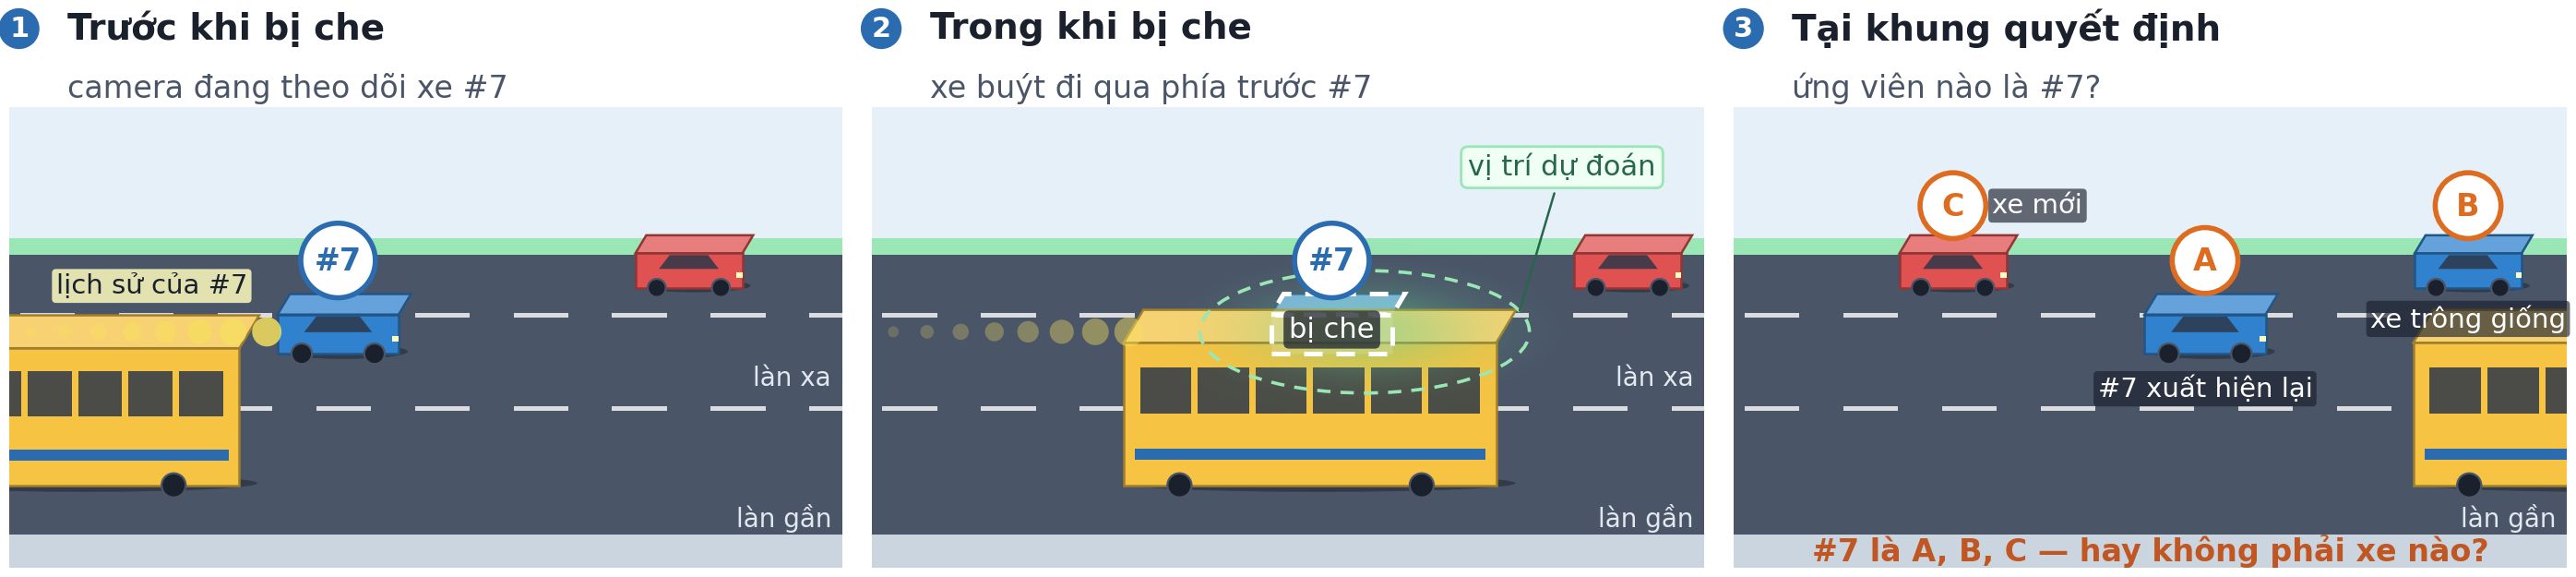 1 Trước khi bị che
camera đang theo dõi xe #7
lịch sử của #7
#7
làn xa
làn gần
2 Trong khi bị che
xe buýt đi qua phía trước #7
vị trí dự đoán
#7
bị che
làn xa
làn gần
3 Tại khung quyết định
ứng viên nào là #7?
C xe mới
B
A
xe trông giống
#7 xuất hiện lại
làn gần
#7 là A, B, C — hay không phải xe nào?